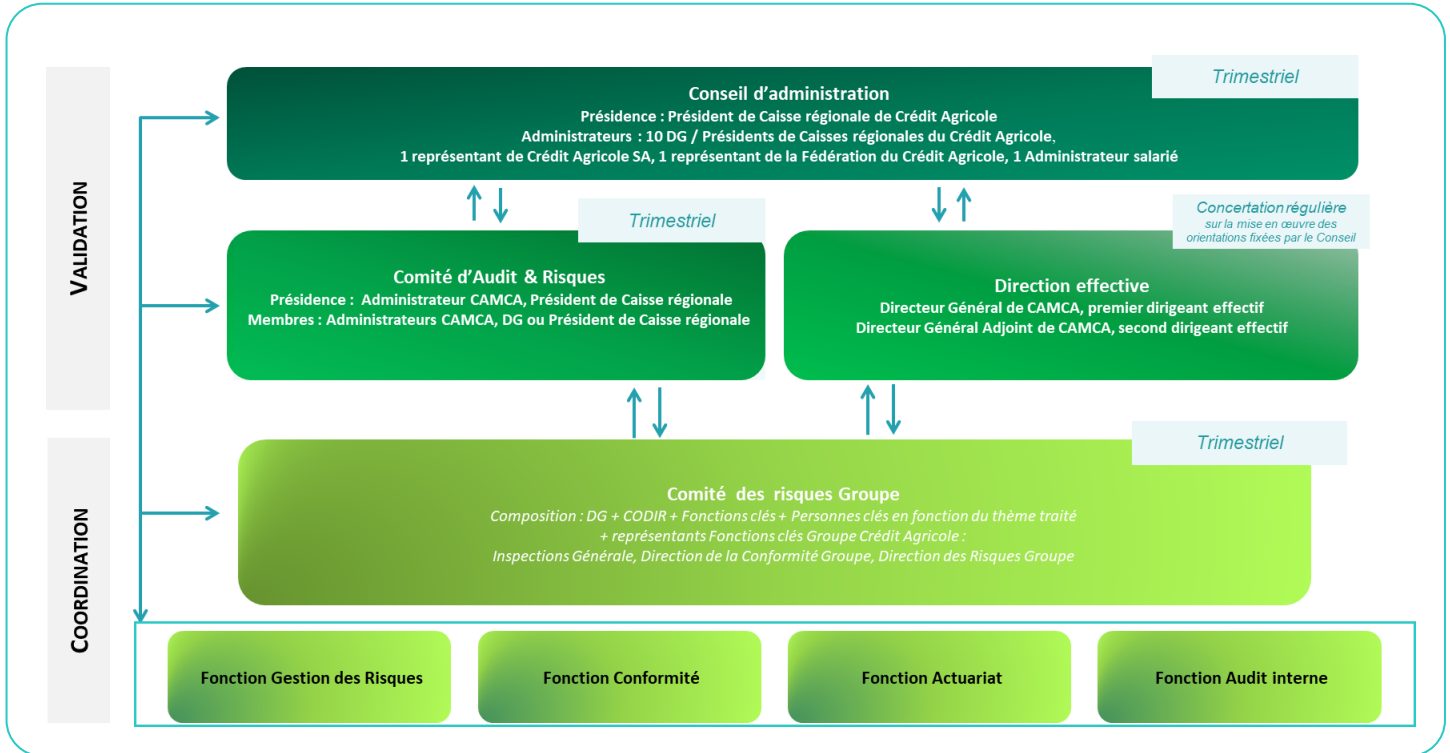 Trimestriel
Conseil d'administration
Présidence : Président de Caisse régionale de Crédit Agricole
Administrateurs : 10 DG / Présidents de Caisses régionales du Crédit Agricole,
1 représentant de Crédit Agricole SA, 1 représentant de la Fédération du Crédit Agricole, 1 Administrateur salarié
VALIDATION
Trimestriel
Comité d'Audit & Risques
Présidence : Administrateur CAMCA, Président de Caisse régionale
Membres : Administrateurs CAMCA, DG ou Président de Caisse régionale
Concertation régulière
sur la mise en œuvre des
orientations fixées par le Conseil
Direction effective
Directeur Général de CAMCA, premier dirigeant effectif
Directeur Général Adjoint de CAMCA, second dirigeant effectif
COORDINATION
Trimestriel
Comité des risques Groupe
Composition : DG + CODIR + Fonctions clés + Personnes clés en fonction du thème traité
+ représentants Fonctions clés Groupe Crédit Agricole :
Inspections Générale, Direction de la Conformité Groupe, Direction des Risques Groupe
Fonction Gestion des Risques
Fonction Conformité
Fonction Actuariat
Fonction Audit interne